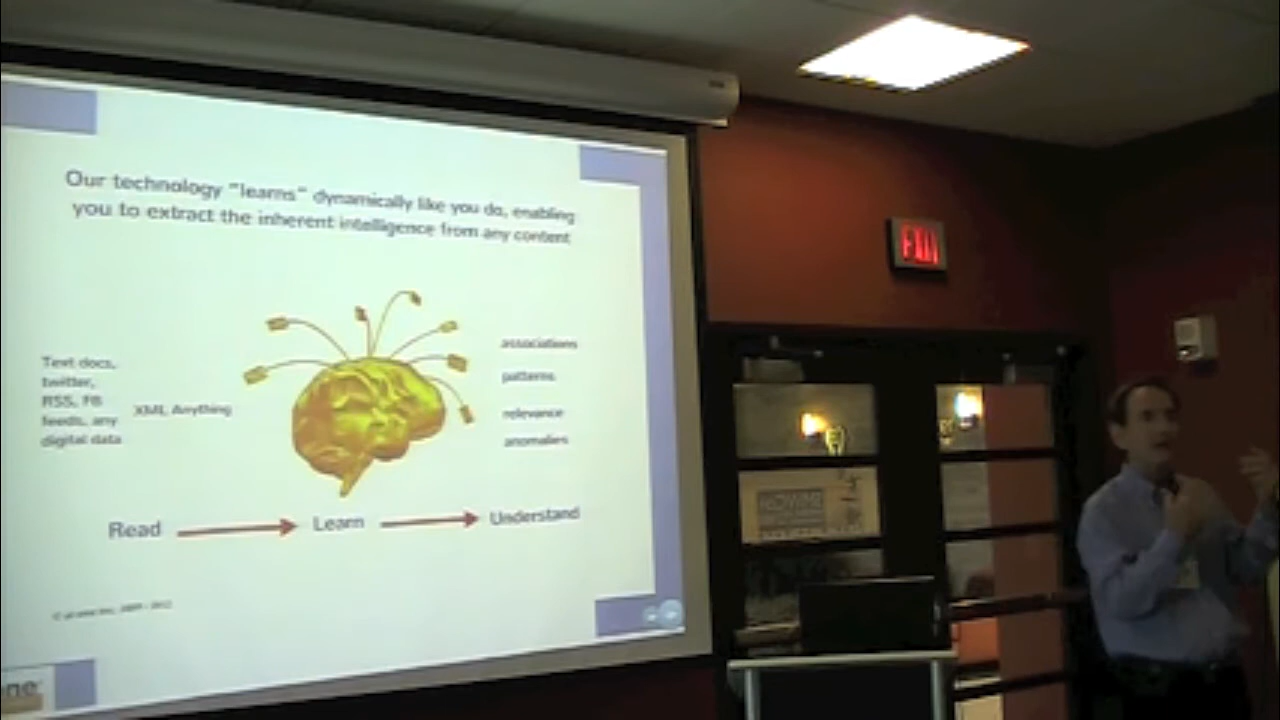 Our technology "learns" dynamically like you do, enabling
you to extract the inherent intelligence from any content
Text docs,
twitter,
RSS, FB
feeds, any
digital data
XML Anything
associations
patterns
relevance
anomalies
Read
Learn
Understand
EXIT